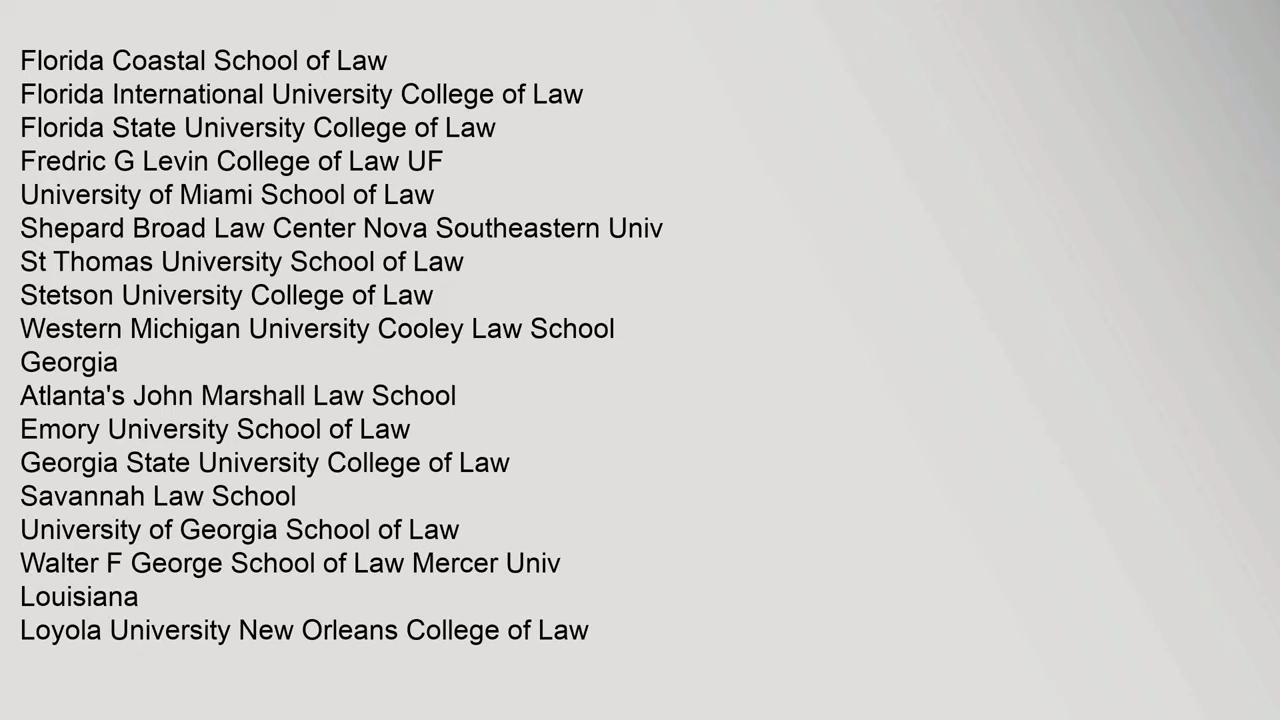 Florida Coastal School of Law
Florida International University College of Law
Florida State University College of Law
Fredric G Levin College of Law UF
University of Miami School of Law
Shepard Broad Law Center Nova Southeastern Univ
St Thomas University School of Law
Stetson University College of Law
Western Michigan University Cooley Law School
Georgia
Atlanta's John Marshall Law School
Emory University School of Law
Georgia State University College of Law
Savannah Law School
University of Georgia School of Law
Walter F George School of Law Mercer Univ
Louisiana
Loyola University New Orleans College of Law